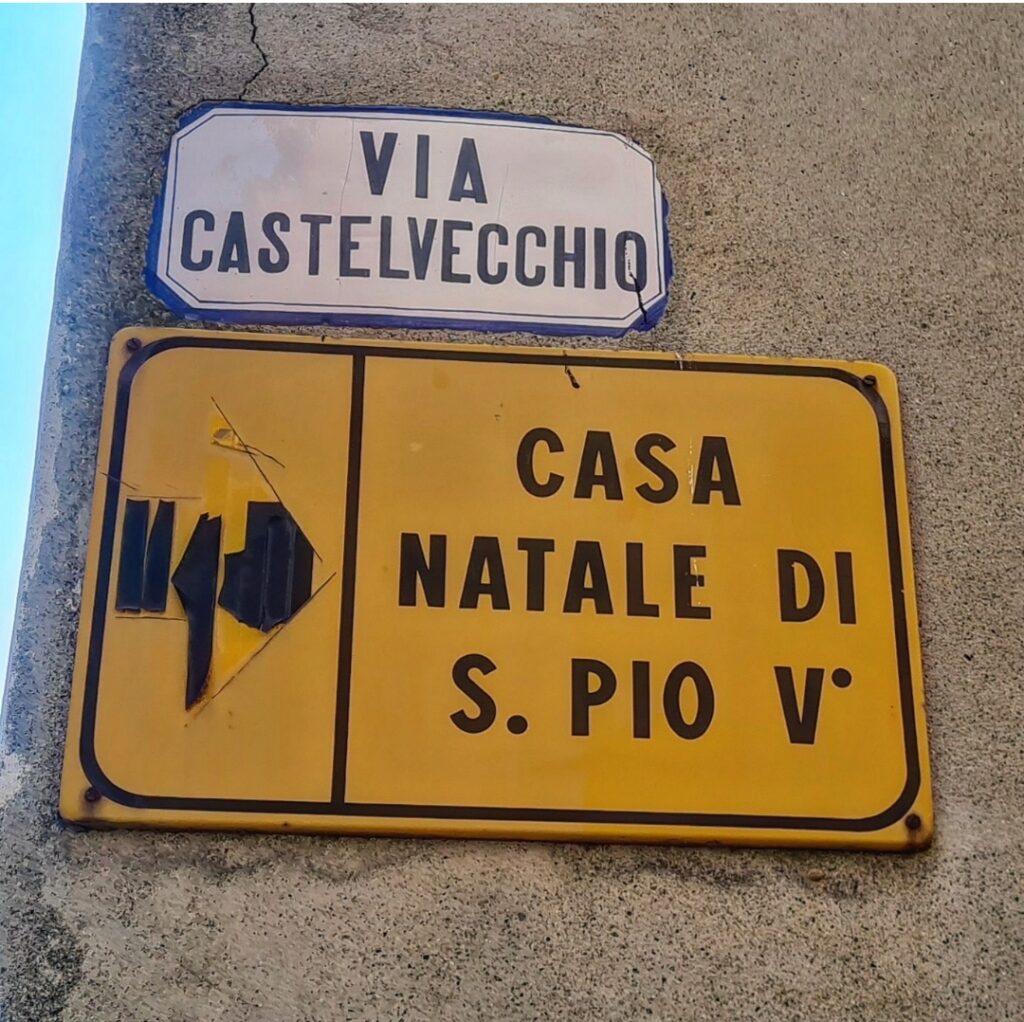 VIA
CASTELVECCHIO
CASA
NATALE DI
S. PIO V°